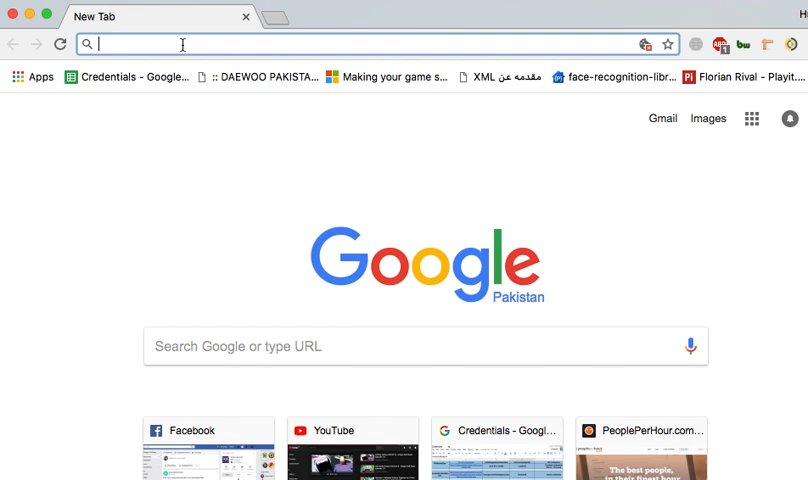 New Tab
Apps Credentials - Google... :: DAEWOO PAKISTA... Making your game s... مقدمه عن XML face-recognition-libr... Florian Rival - Playit....
Gmail Images
Google
Pakistan
Search Google or type URL
Facebook YouTube Credentials - Googl... PeoplePerHour.com...
The best people,
in their finest hour